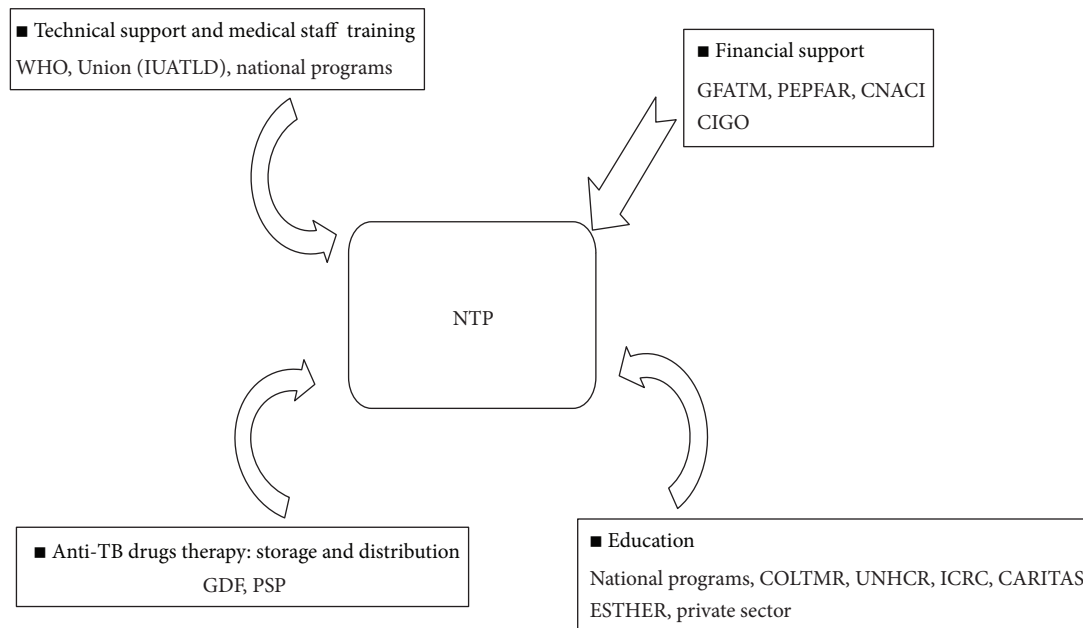 ■ Technical support and medical staff training
WHO, Union (IUATLD), national programs
■ Financial support
GFATM, PEPFAR, CNACI
CIGO
NTP
■ Anti-TB drugs therapy: storage and distribution
GDF, PSP
■ Education
National programs, COLTMR, UNHCR, ICRC, CARITAS
ESTHER, private sector